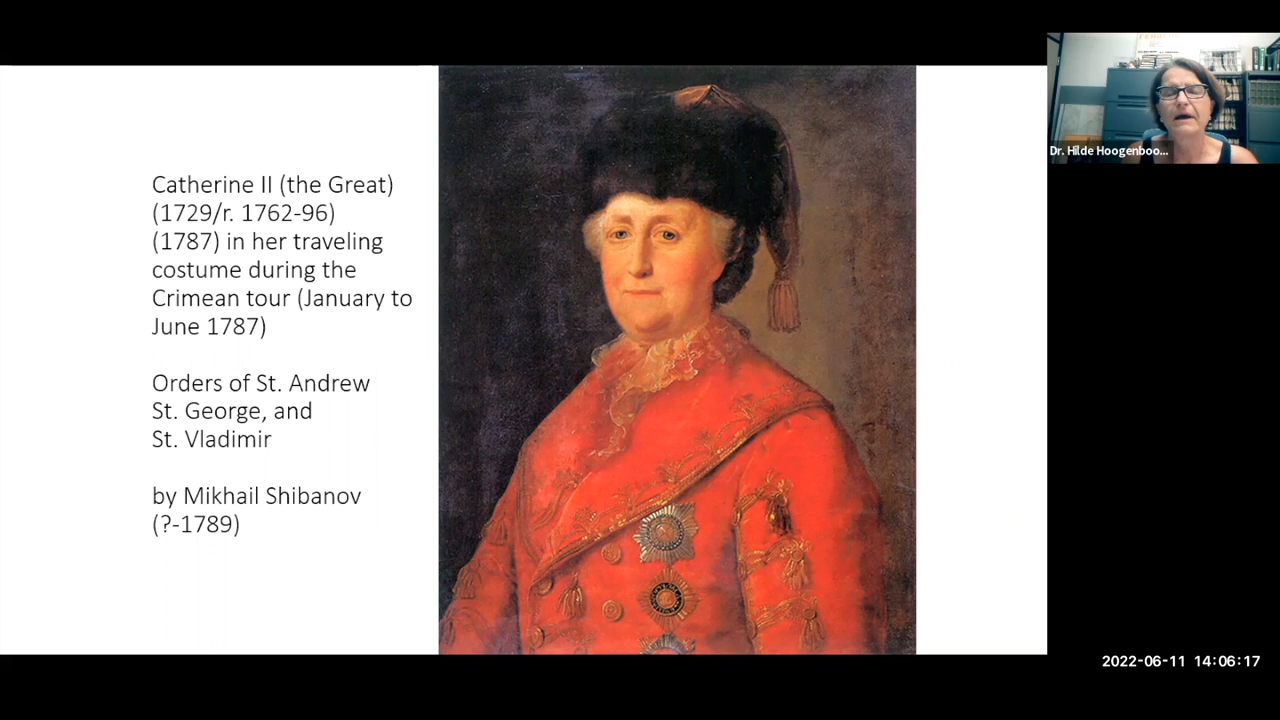 Catherine II (the Great)
(1729/r. 1762-96)
(1787) in her traveling
costume during the
Crimean tour (January to
June 1787)
Orders of St. Andrew
St. George, and
St. Vladimir
by Mikhail Shibanov
(?-1789)
Dr. Hilde Hoogenboo...
2022-06-11 14:06:17